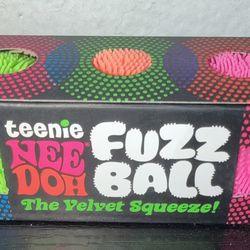 teenie
NEE DOH
FUZZ
BALL
The Velvet Squeeze!